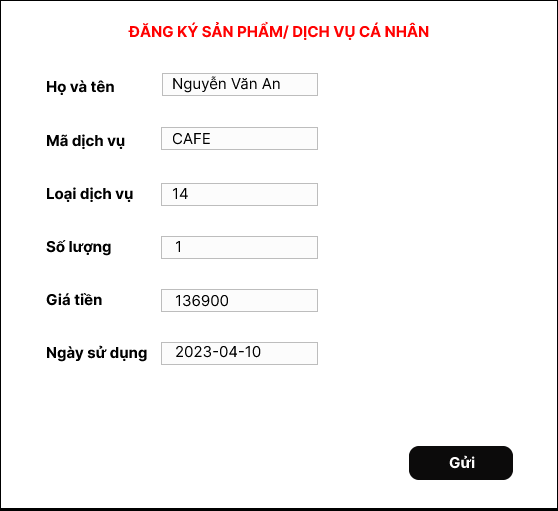 ĐĂNG KÝ SẢN PHẨM/ DỊCH VỤ CÁ NHÂN
Họ và tên Nguyễn Văn An
Mã dịch vụ CAFE
Loại dịch vụ 14
Số lượng 1
Giá tiền 136900
Ngày sử dụng 2023-04-10
Gửi